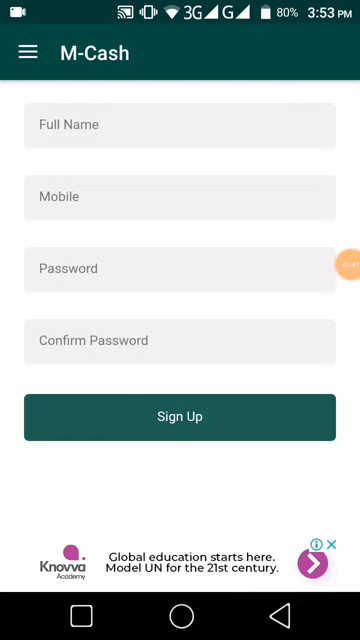 3G G 80% 3:53 PM
M-Cash
Full Name
Mobile
Password
Confirm Password
Sign Up
Knovva
Academy
Global education starts here.
Model UN for the 21st century.